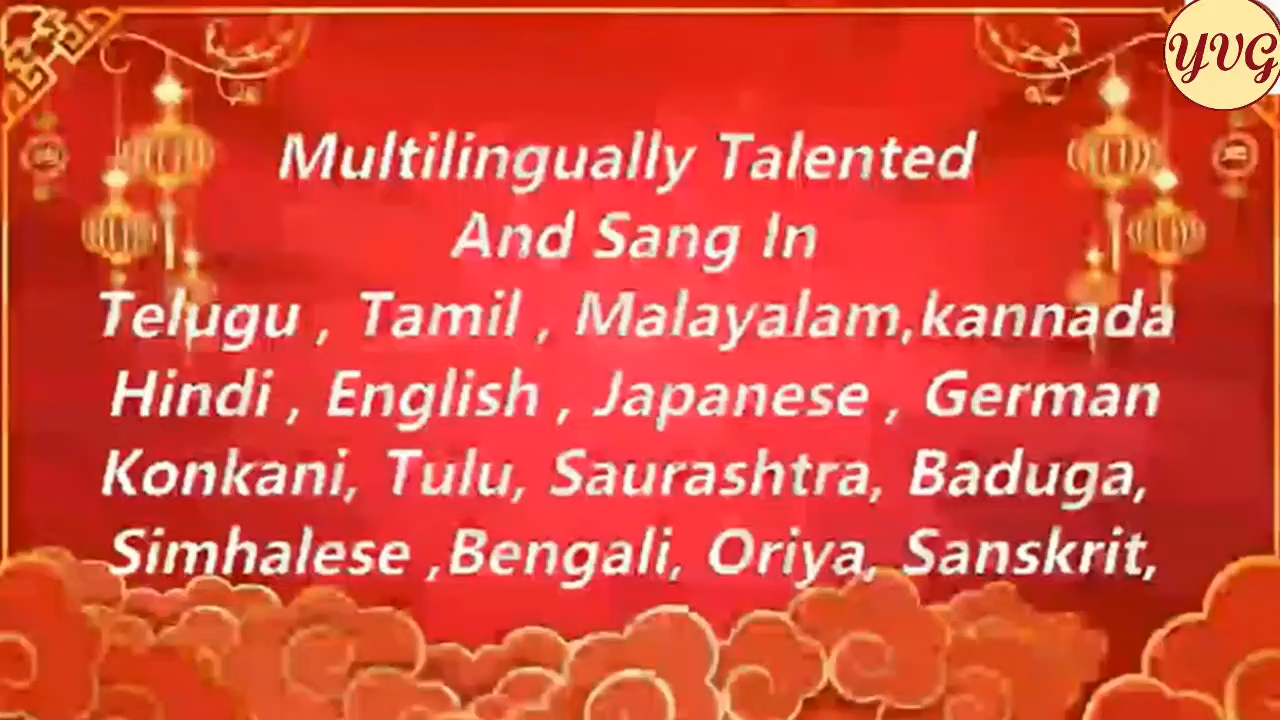 YVG
Multilingually Talented
And Sang In
Telugu , Tamil , Malayalam,kannada
Hindi , English , Japanese , German
Konkani, Tulu, Saurashtra, Baduga,
Simhalese ,Bengali, Oriya, Sanskrit,